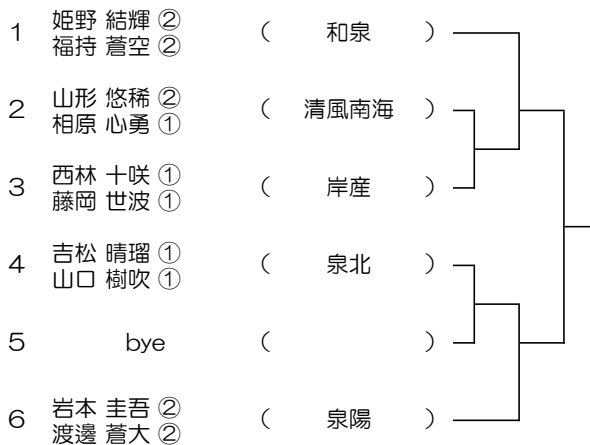 1 姫野 結輝 ② ( 和泉 )
福持 蒼空 ②
2 山形 悠稀 ② ( 清風南海 )
相原 心勇 ①
3 西林 十咲 ① ( 岸産 )
藤岡 世波 ①
4 吉松 晴瑠 ① ( 泉北 )
山口 樹吹 ①
5 bye ( )
6 岩本 圭吾 ② ( 泉陽 )
渡邊 蒼大 ②